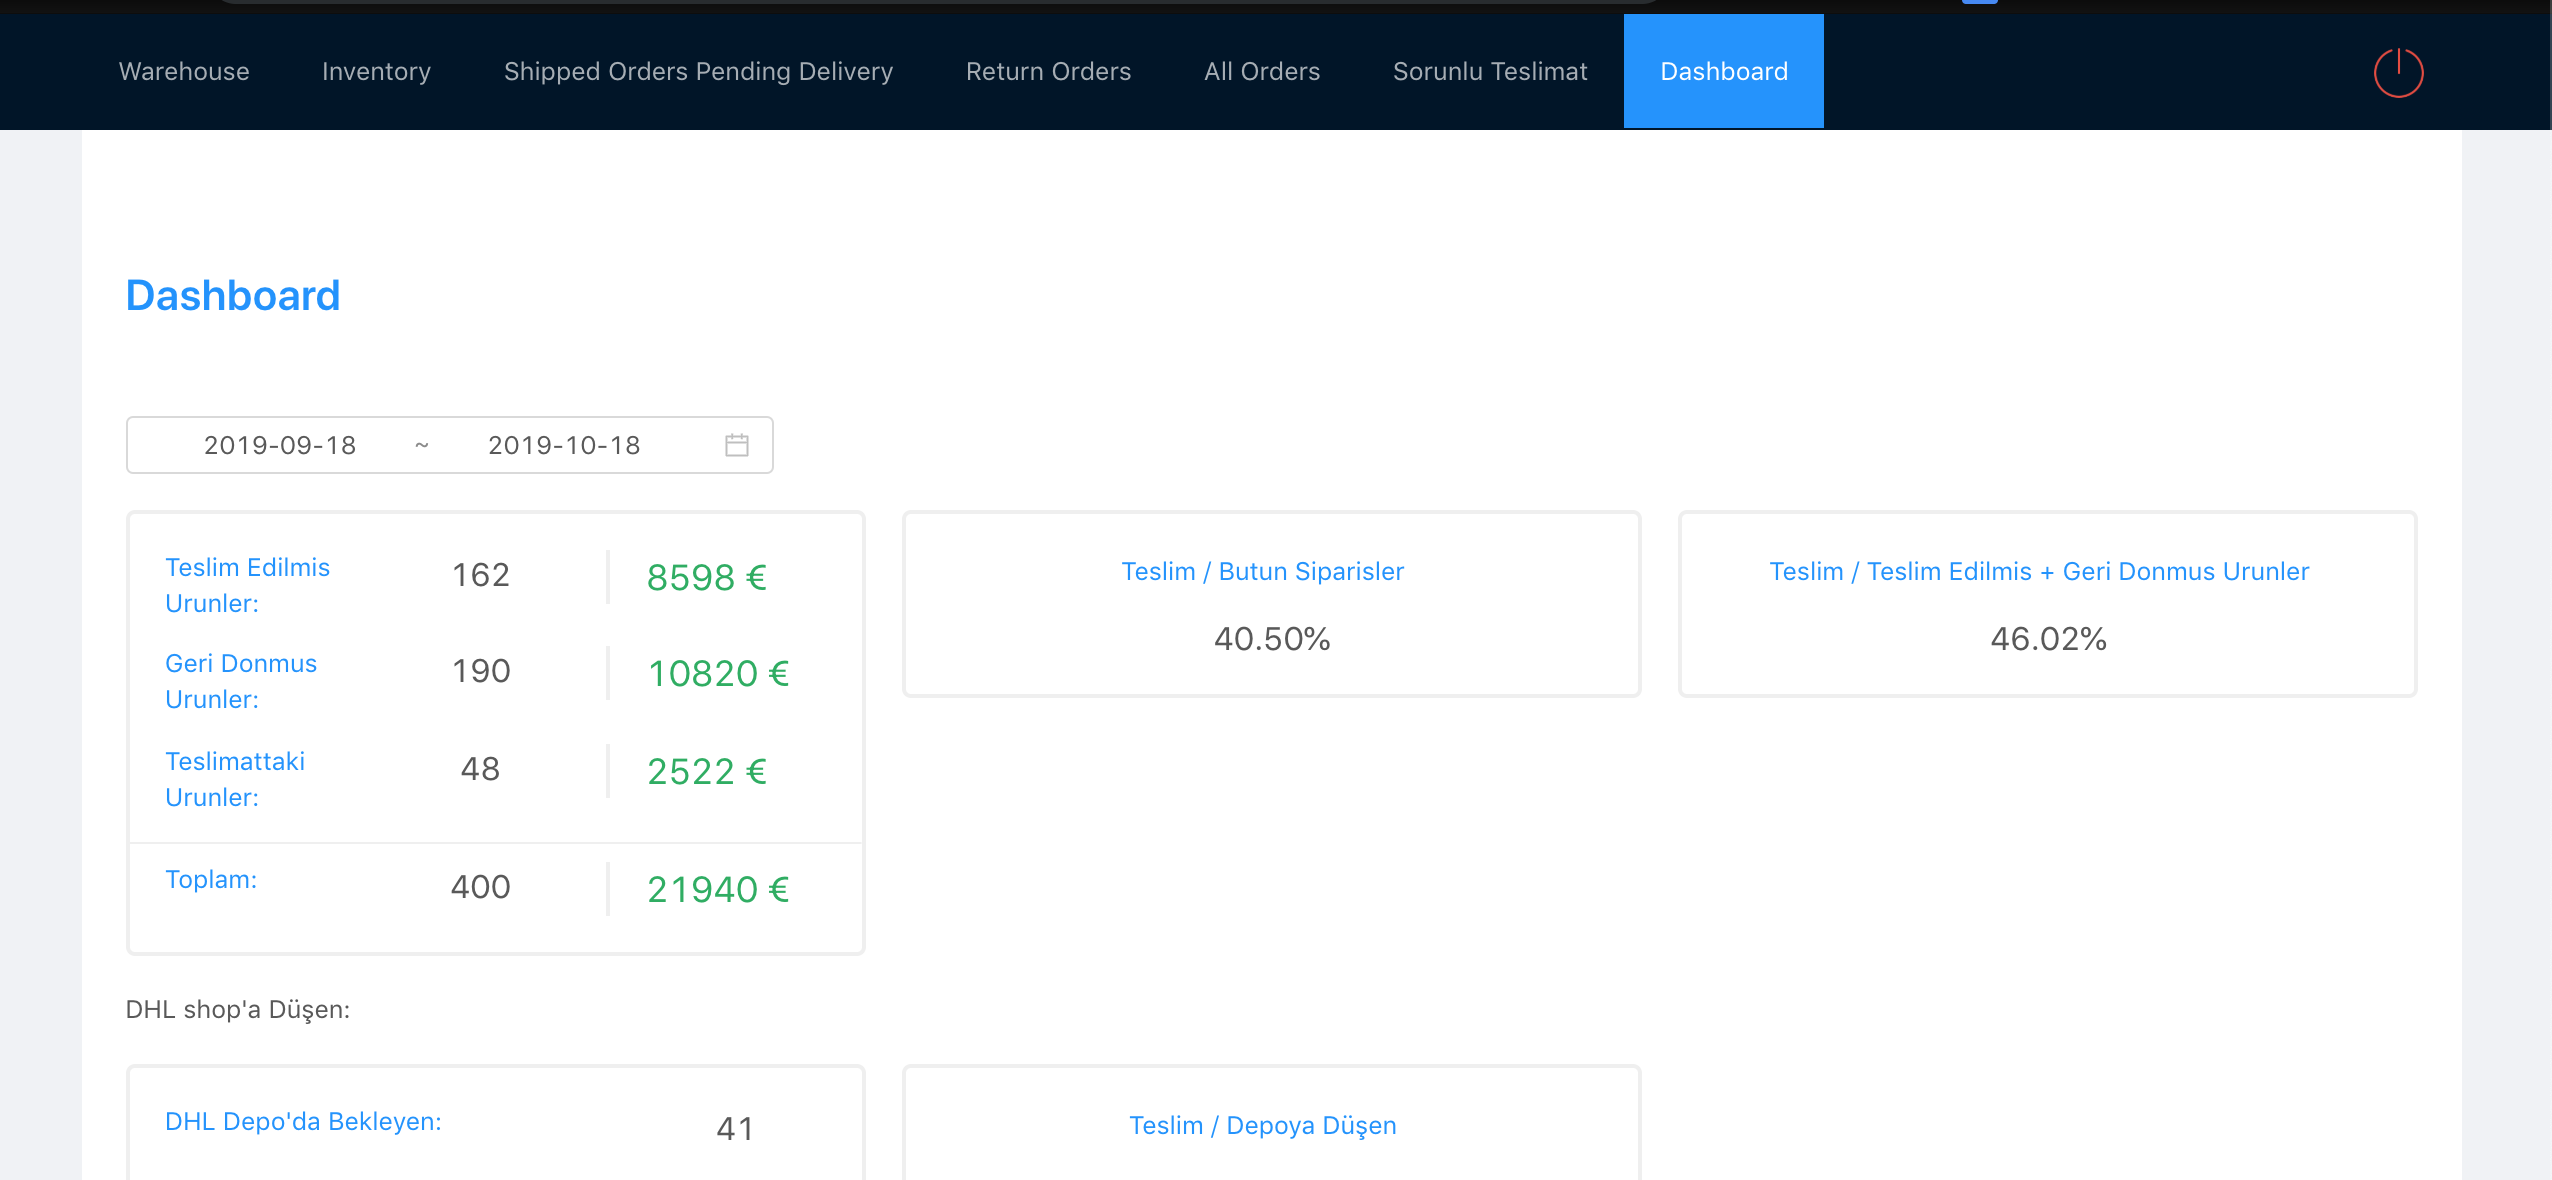 Warehouse Inventory Shipped Orders Pending Delivery Return Orders All Orders Sorunlu Teslimat Dashboard
Dashboard
2019-09-18 ~ 2019-10-18
Teslim Edilmis
Urunler:
162
8598 €
Geri Donmus
Urunler:
190
10820 €
Teslimattaki
Urunler:
48
2522 €
Toplam:
400
21940 €
Teslim / Butun Siparisler
40.50%
Teslim / Teslim Edilmis + Geri Donmus Urunler
46.02%
DHL shop'a Düşen:
DHL Depo'da Bekleyen:
41
Teslim / Depoya Düşen